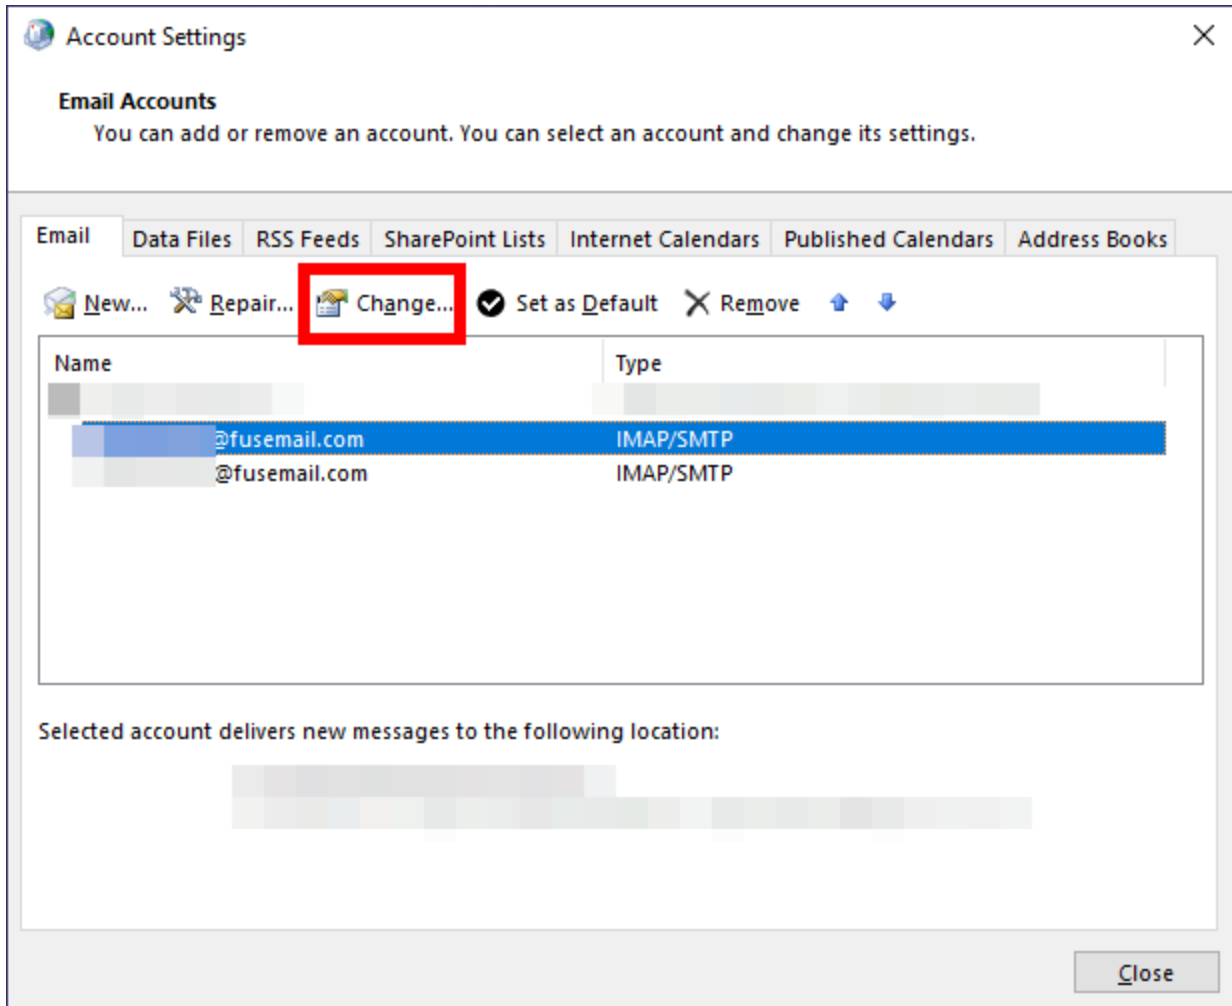 Account Settings
Email Accounts
You can add or remove an account. You can select an account and change its settings.
Email Data Files RSS Feeds SharePoint Lists Internet Calendars Published Calendars Address Books
New... Repair... Change... Set as Default Remove
Name Type
@fusemail.com IMAP/SMTP
@fusemail.com IMAP/SMTP
Selected account delivers new messages to the following location:
Close